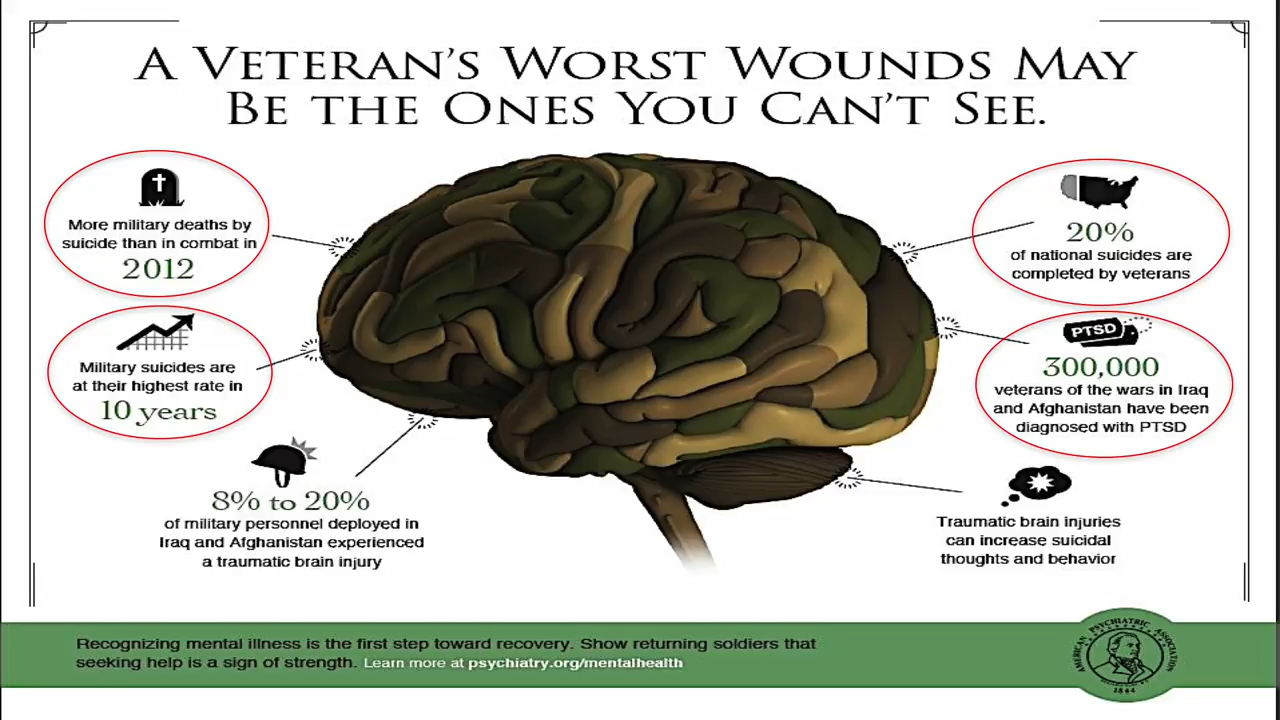 A VETERAN'S WORST WOUNDS MAY
BE THE ONES YOU CAN'T SEE.
More military deaths by
suicide than in combat in
2012
Military suicides are
at their highest rate in
10 years
8% to 20%
of military personnel deployed in
Iraq and Afghanistan experienced
a traumatic brain injury
20%
of national suicides are
completed by veterans
PTSD
300,000
veterans of the wars in Iraq
and Afghanistan have been
diagnosed with PTSD
Traumatic brain injuries
can increase suicidal
thoughts and behavior
Recognizing mental illness is the first step toward recovery. Show returning soldiers that
seeking help is a sign of strength. Learn more at psychiatry.org/mentalhealth
AMERICAN PSYCHIATRIC ASSOCIATION
1844